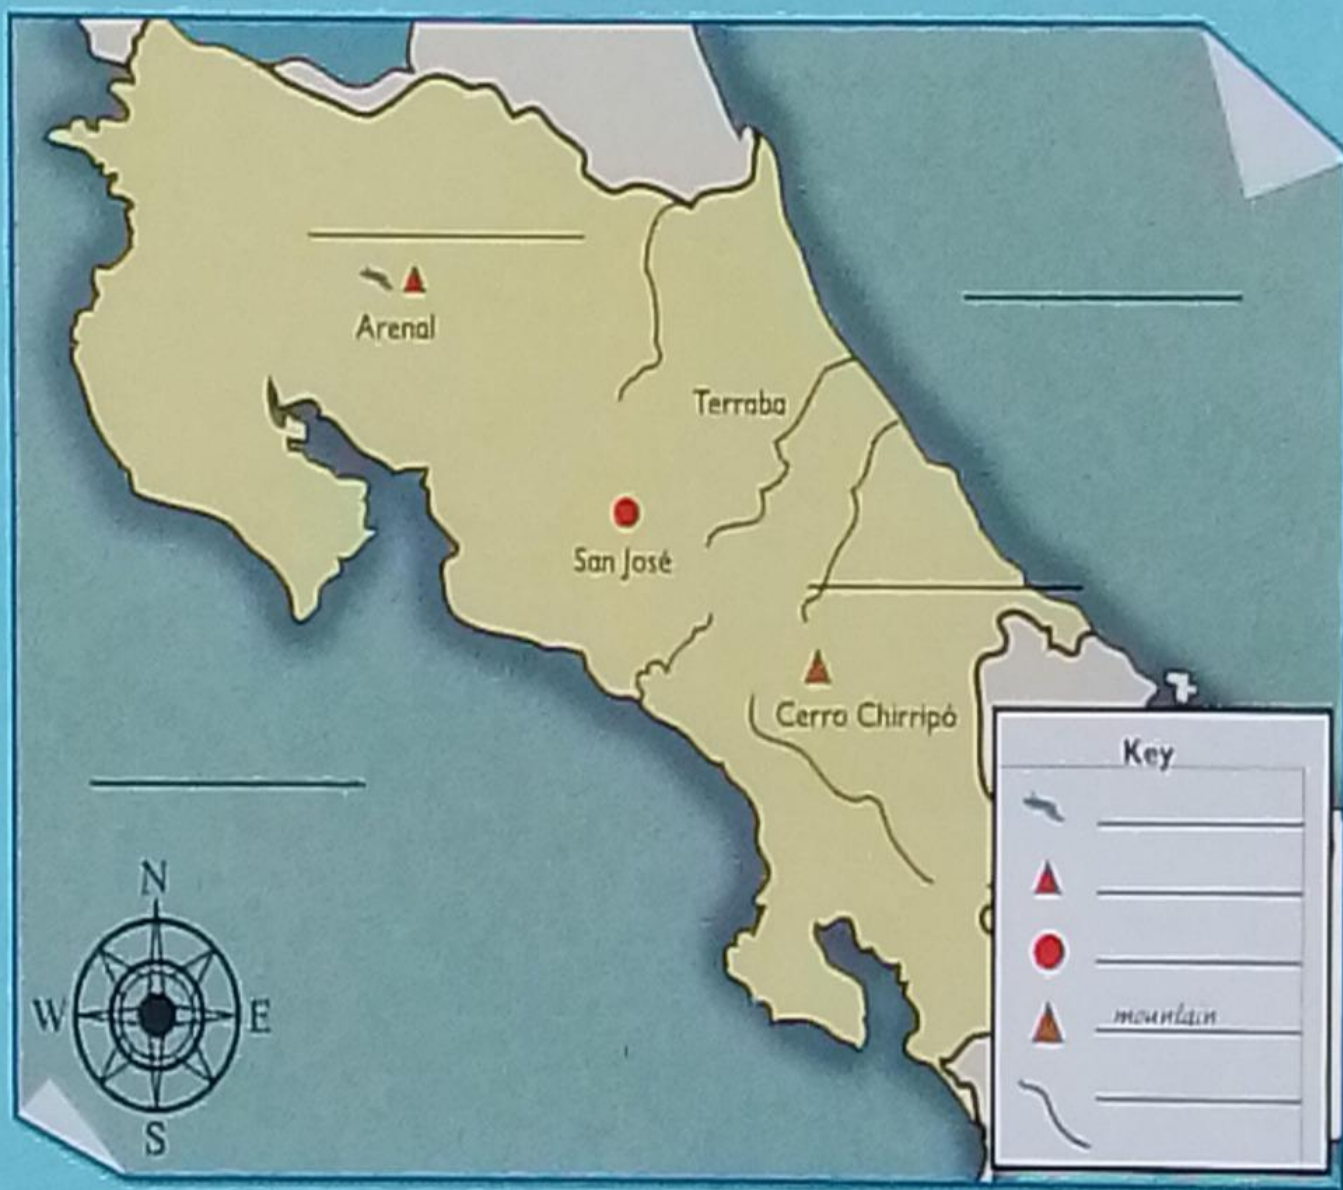 Arenal
Terraba
San José
Cerro Chirripó
Key
mountain
N
W
E
S